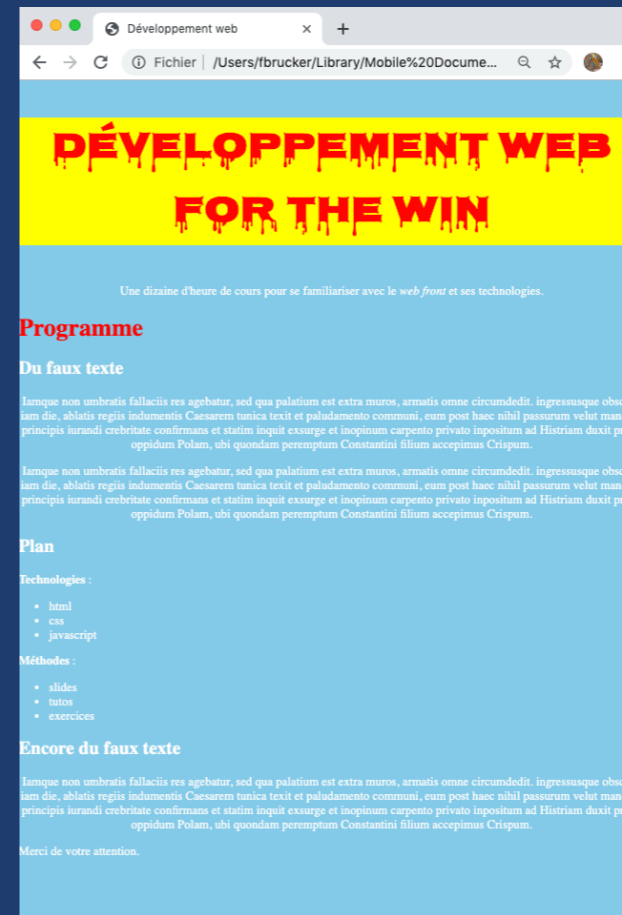 Développement web
Fichier /Users/fbrucker/Library/Mobile%20Docume...
DÉVELOPPEMENT WEB
FOR THE WIN
Une dizaine d'heure de cours pour se familiariser avec le web front et ses technologies.
Programme
Du faux texte
Iamque non umbratis fallaciis res agebatur, sed qua palatium est extra muros, armatis omne circumdedit. ingressusque obsc
iam die, ablatis regiis indumentis Caesarem tunica texit et paludamento communi, eum post haec nihil passurum velut man
principis iurandi crebritate confirmans et statim inquit exsurge et inopinum carpento privato inpositum ad Histriam duxit pr
oppidum Polam, ubi quondam peremptum Constantini filium accepimus Crispum.
Iamque non umbratis fallaciis res agebatur, sed qua palatium est extra muros, armatis omne circumdedit. ingressusque obsc
iam die, ablatis regiis indumentis Caesarem tunica texit et paludamento communi, eum post haec nihil passurum velut man
principis iurandi crebritate confirmans et statim inquit exsurge et inopinum carpento privato inpositum ad Histriam duxit pr
oppidum Polam, ubi quondam peremptum Constantini filium accepimus Crispum.
Plan
Technologies :
html
css
javascript
Méthodes :
slides
tutos
exercices
Encore du faux texte
Iamque non umbratis fallaciis res agebatur, sed qua palatium est extra muros, armatis omne circumdedit. ingressusque obsc
iam die, ablatis regiis indumentis Caesarem tunica texit et paludamento communi, eum post haec nihil passurum velut man
principis iurandi crebritate confirmans et statim inquit exsurge et inopinum carpento privato inpositum ad Histriam duxit pr
oppidum Polam, ubi quondam peremptum Constantini filium accepimus Crispum.
Merci de votre attention.